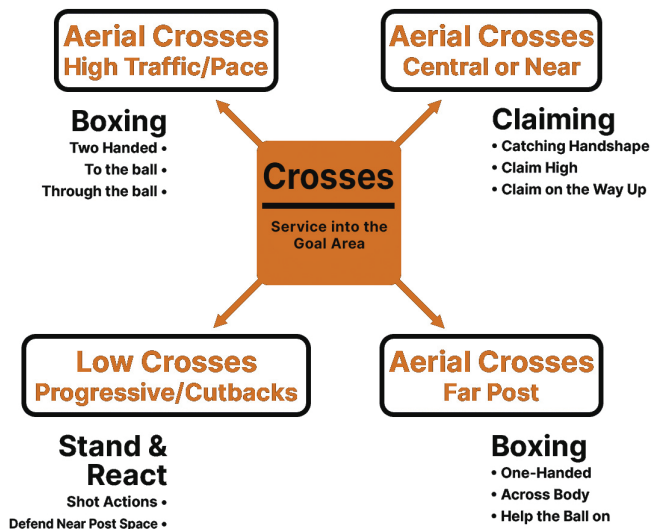 Aerial Crosses
High Traffic/Pace
Boxing
Two Handed •
To the ball •
Through the ball •
Aerial Crosses
Central or Near
Claiming
• Catching Handshape
• Claim High
• Claim on the Way Up
Crosses
Service into the
Goal Area
Low Crosses
Progressive/Cutbacks
Stand &
React
Shot Actions •
Defend Near Post Space •
Aerial Crosses
Far Post
Boxing
• One-Handed
• Across Body
• Help the Ball on